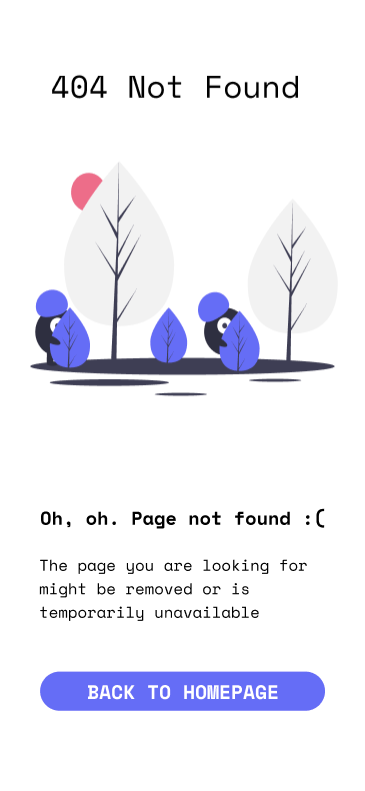 404 Not Found
Oh, oh. Page not found :(
The page you are looking for
might be removed or is
temporarily unavailable
BACK TO HOMEPAGE